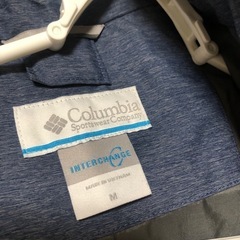 Columbia
Sportswear Company
INTERCHANGE
M